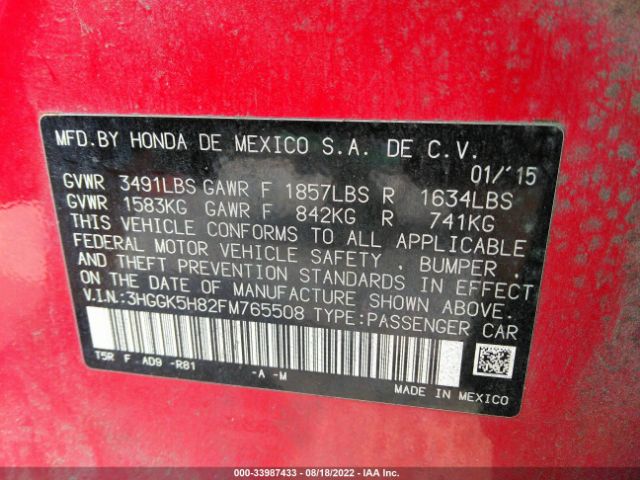 MFD.BY HONDA DE MEXICO S.A. DE C.V.
01/'15
GVWR 3491LBS GAWR F 1857LBS R 1634LBS
GVWR 1583KG GAWR F 842KG R 741KG
THIS VEHICLE CONFORMS TO ALL APPLICABLE
FEDERAL MOTOR VEHICLE SAFETY , BUMPER ,
AND THEFT PREVENTION STANDARDS IN EFFECT
ON THE DATE OF MANUFACTURE SHOWN ABOVE.
V.I.N.:3HGGK5H82FM765508 TYPE:PASSENGER CAR
T5R F AD9 -R81 -A -M
MADE IN MEXICO
000-33987433 - 08/18/2022 - IAA Inc.